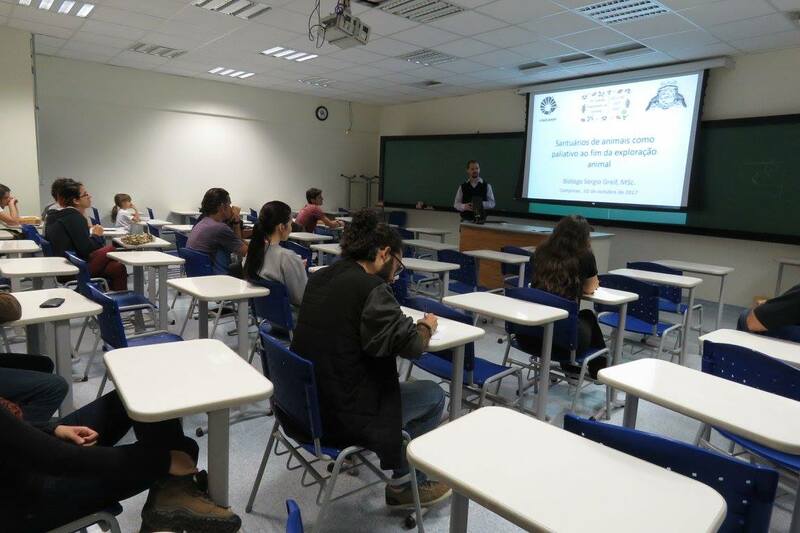 Santuários de animais como
paliativo ao fim da exploração
animal
Biólogo Sérgio Greif, MSc.
Campinas, 10 de outubro de 2017